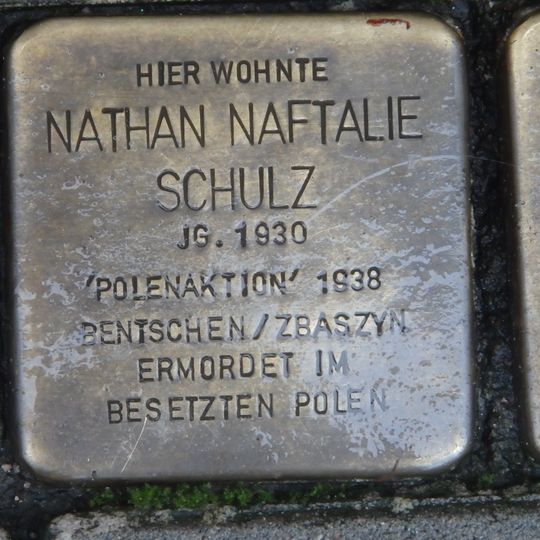 HIER WOHNTE
NATHAN NAFTALIE
SCHULZ
JG. 1930
'POLENAKTION' 1938
BENTSCHEN/ZBASZYN
ERMORDET IM
BESETZTEN POLEN